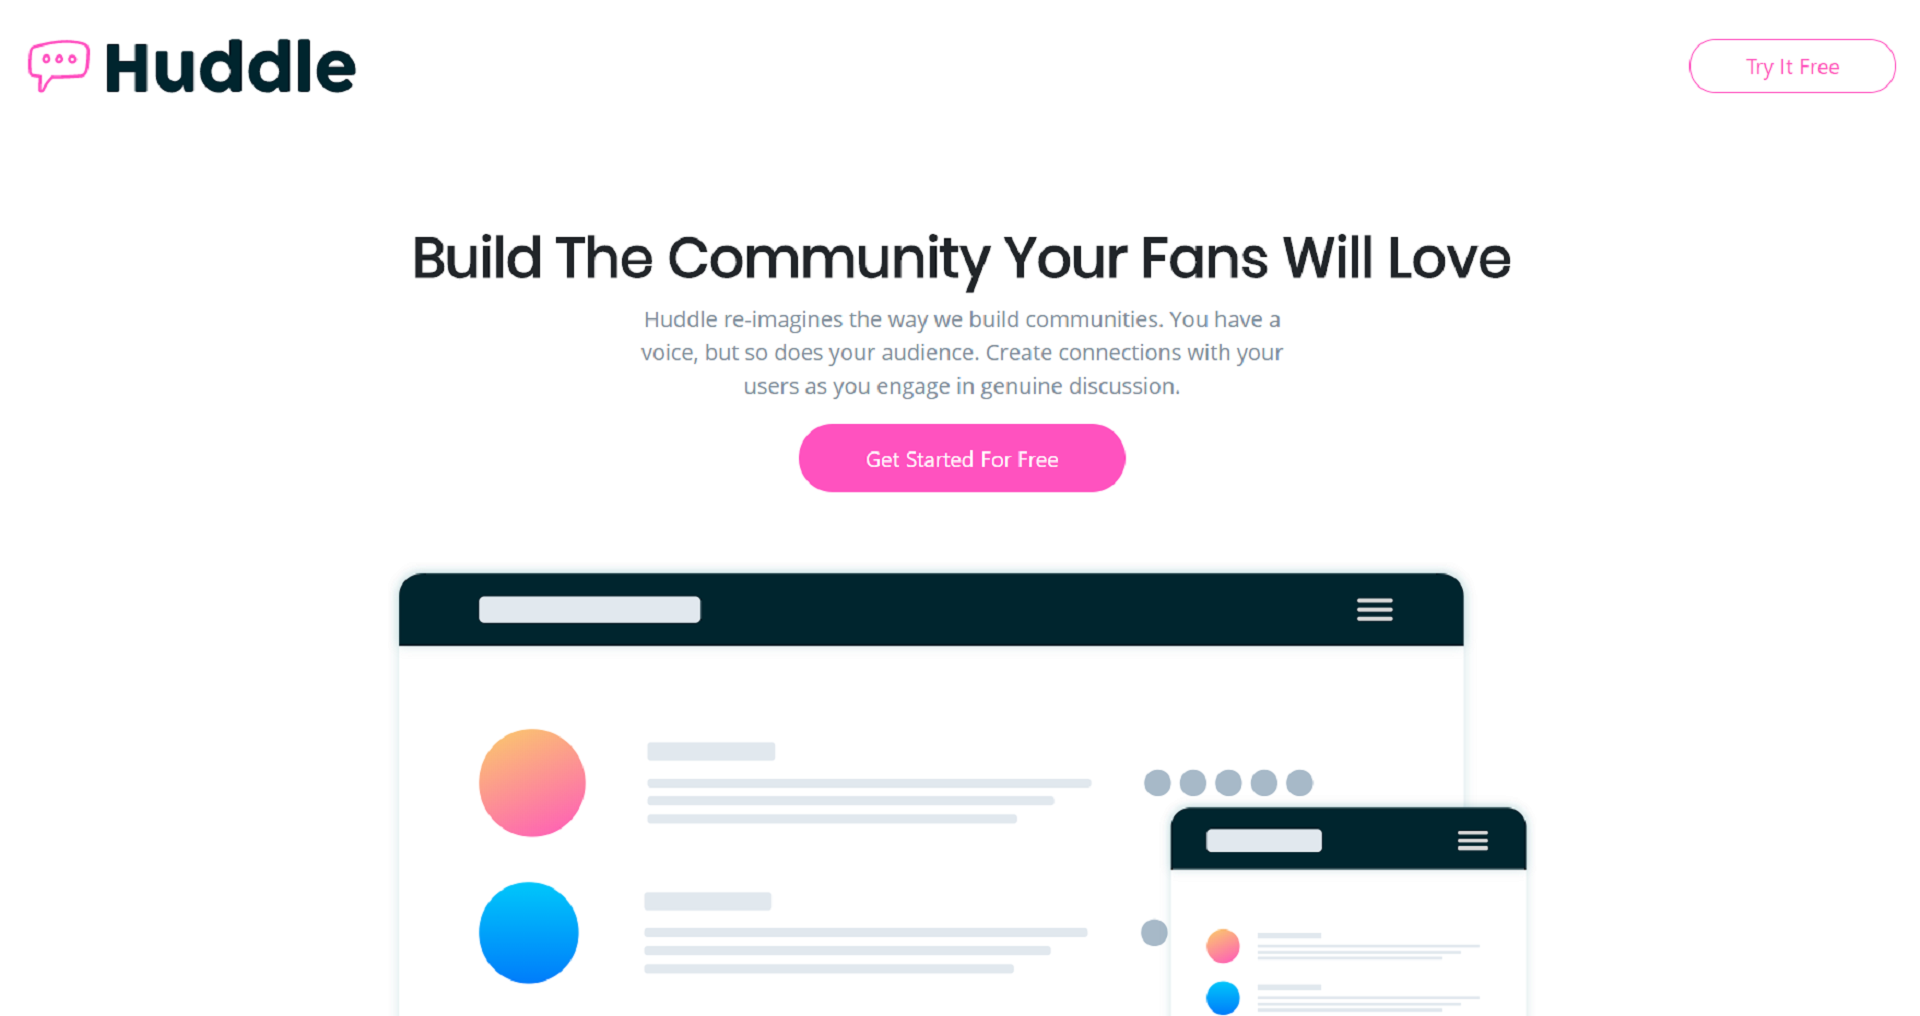 Huddle
Try It Free
Build The Community Your Fans Will Love
Huddle re-imagines the way we build communities. You have a
voice, but so does your audience. Create connections with your
users as you engage in genuine discussion.
Get Started For Free